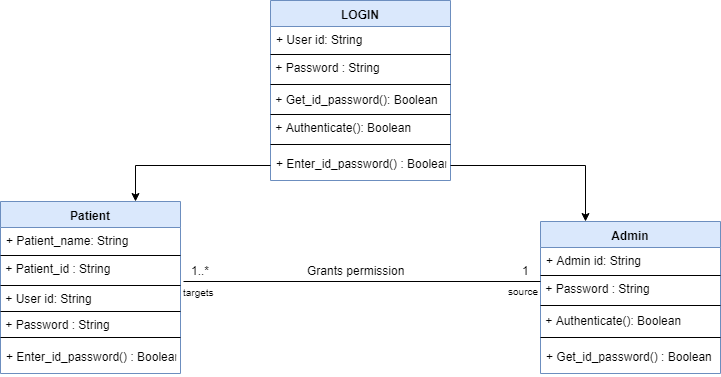 LOGIN
+ User id: String
+ Password : String
+ Get_id_password(): Boolean
+ Authenticate(): Boolean
+ Enter_id_password() : Boolea
Patient
+ Patient_name: String
+ Patient_id : String
+ User id: String
+ Password : String
+ Enter_id_password() : Boolea
1..*
Grants permission
1
targets
source
Admin
+ Admin id: String
+ Password : String
+ Authenticate(): Boolean
+ Get_id_password() : Boolean